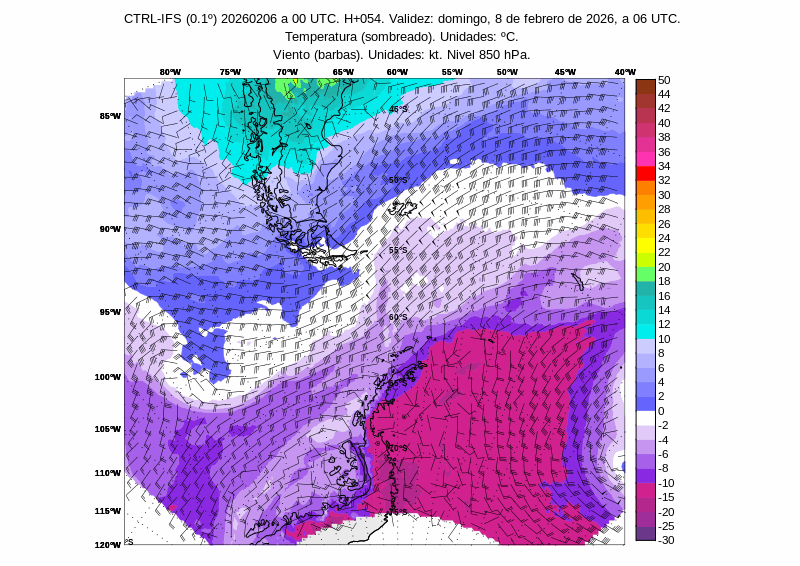 CTRL-IFS (0.1º) 20260206 a 00 UTC. H+054. Validez: domingo, 8 de febrero de 2026, a 06 UTC.
Temperatura (sombreado). Unidades: ºC.
Viento (barbas). Unidades: kt. Nivel 850 hPa.
80°W 75°W 70°W 65°W 60°W 55°W 50°W 45°W 40°W
85°W
90°W
95°W
100°W
105°W
110°W
115°W
120°W
45°S
50°S
55°S
60°S
65°S
70°S
75°S
°S
50
44
42
40
38
36
34
32
30
28
26
24
22
20
18
16
14
12
10
8
6
4
2
0
-2
-4
-6
-8
-10
-15
-20
-25
-30